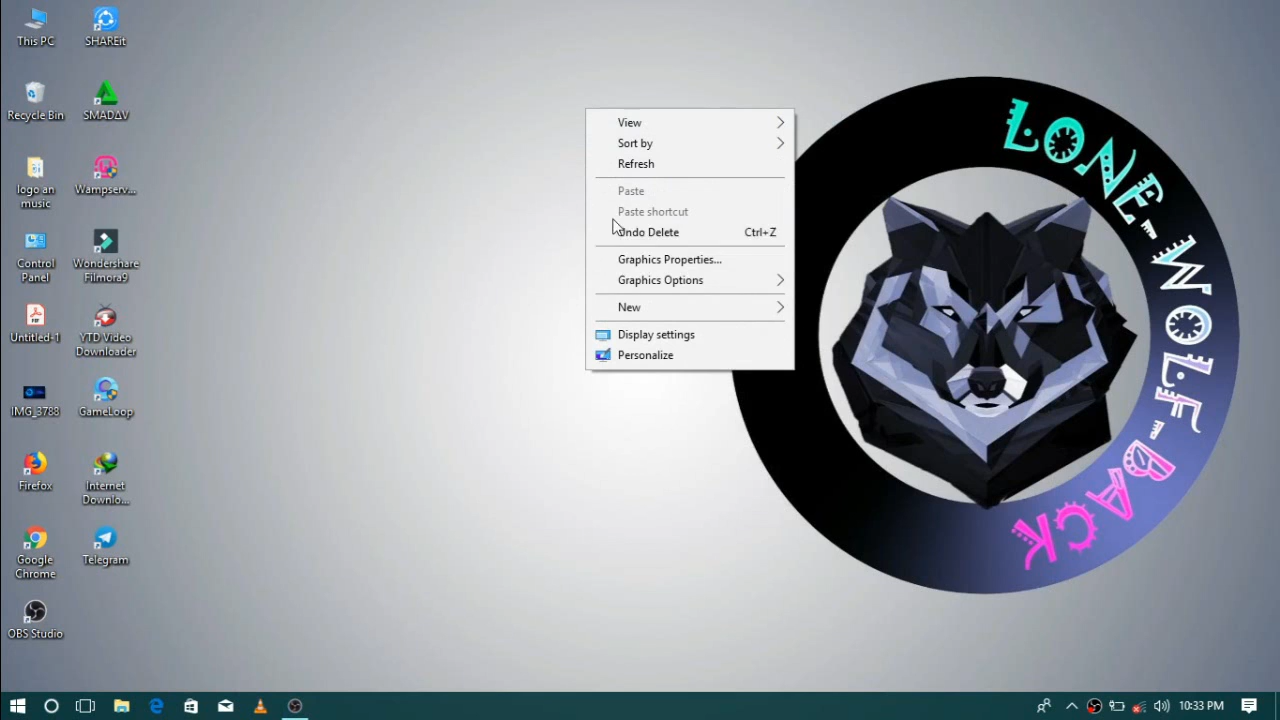 This PC
SHAREit
Recycle Bin
SMADΔV
logo an
music
Wampserv...
Control
Panel
Wondershare
Filmora9
Untitled-1
YTD Video
Downloader
IMG_3788
GameLoop
Firefox
Internet
Downlo...
Google
Chrome
Telegram
OBS Studio
View
Sort by
Refresh
Paste
Paste shortcut
Undo Delete Ctrl+Z
Graphics Properties...
Graphics Options
New
Display settings
Personalize
LONE-WOLF-BACK
10:33 PM